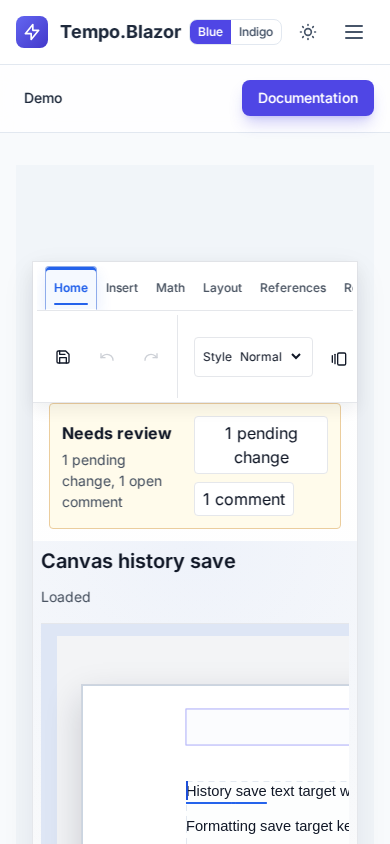 Tempo.Blazor Blue Indigo
Demo Documentation
Home Insert Math Layout References
Style Normal
Needs review
1 pending change, 1 open comment
1 pending change
1 comment
Canvas history save
Loaded
History save text target
Formatting save target